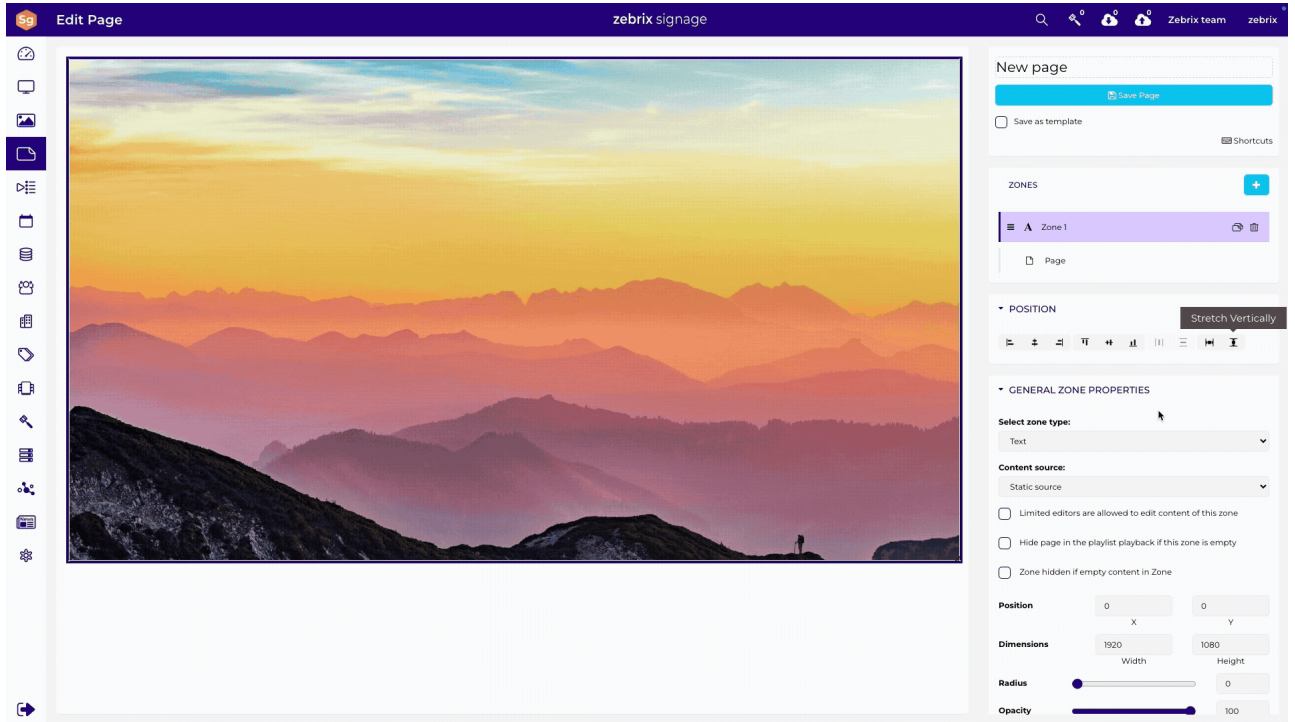 Sg
Edit Page
zebrix signage
0
0
0
Zebrix team
zebrix
New page
Save Page
Save as template
Shortcuts
ZONES
+
A Zone 1
Page
POSITION
Stretch Vertically
GENERAL ZONE PROPERTIES
Select zone type:
Text
Content source:
Static source
Limited editors are allowed to edit content of this zone
Hide page in the playlist playback if this zone is empty
Zone hidden if empty content in Zone
Position 0 0
X Y
Dimensions 1920 1080
Width Height
Radius 0
Opacity 100